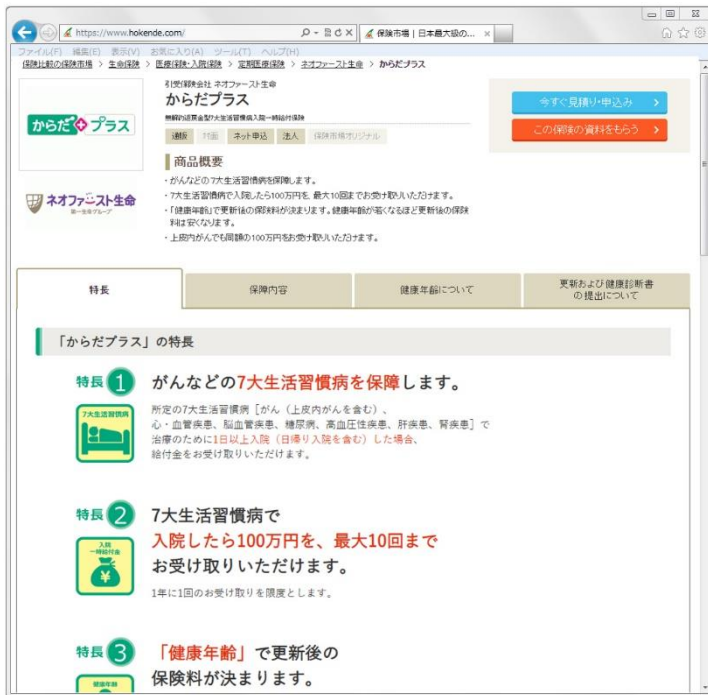 https://www.hokende.com/
保険市場 | 日本最大級の...
ファイル(F) 編集(E) 表示(V) お気に入り(A) ツール(T) ヘルプ(H)
保険比較の保険市場 > 生命保険 > 医療保険・入院保険 > 定期医療保険 > ネオファースト生命 > からだプラス
引受保険会社 ネオファースト生命
からだプラス
無解約返戻金型7大生活習慣病入院一時給付保険
通販 対面 ネット申込 法人 保険市場オリジナル
今すぐ見積り・申込み
この保険の資料をもらう
からだプラス
ネオファースト生命
第一生命グループ
商品概要
・がんなどの7大生活習慣病を保障します。
・7大生活習慣病で入院したら100万円を、最大10回までお受け取りいただけます。
・「健康年齢」で更新後の保険料が決まります。健康年齢が若くなるほど更新後の保険
料は安くなります。
・上皮内がんでも同額の100万円をお受け取りいただけます。
特長
保障内容
健康年齢について
更新および健康診断書
の提出について
「からだプラス」の特長
特長1
がんなどの7大生活習慣病を保障します。
7大生活習慣病
所定の7大生活習慣病［がん（上皮内がんを含む）、
心・血管疾患、脳血管疾患、糖尿病、高血圧性疾患、肝疾患、腎疾患］で
治療のために1日以上入院（日帰り入院を含む）した場合、
給付金をお受け取りいただけます。
特長2
7大生活習慣病で
入院したら100万円を、最大10回まで
お受け取りいただけます。
入院
一時給付金
¥
1年に1回のお受け取りを限度とします。
特長3
「健康年齢」で更新後の
保険料が決まります。
健康年齢